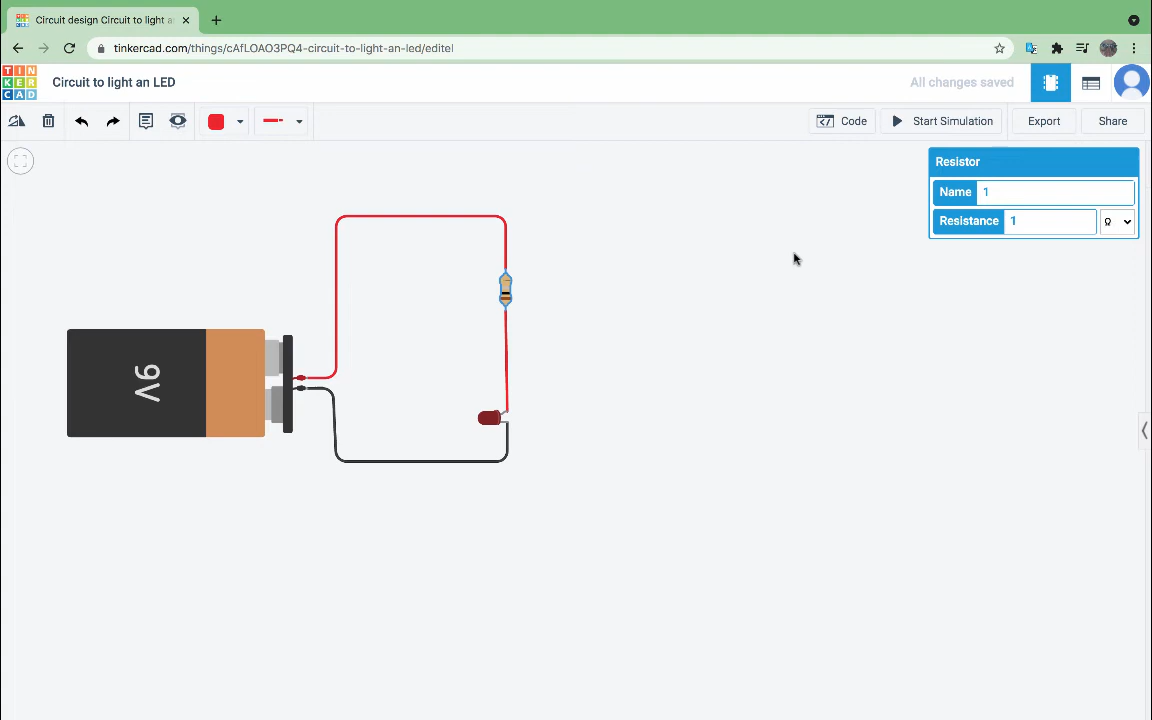 Circuit design Circuit to light a
tinkercad.com/things/cAfLOAO3PQ4-circuit-to-light-an-led/editel
TIN
KER
CAD
Circuit to light an LED
All changes saved
Code
Start Simulation
Export
Share
Resistor
Name 1
Resistance 1 Ω
9V